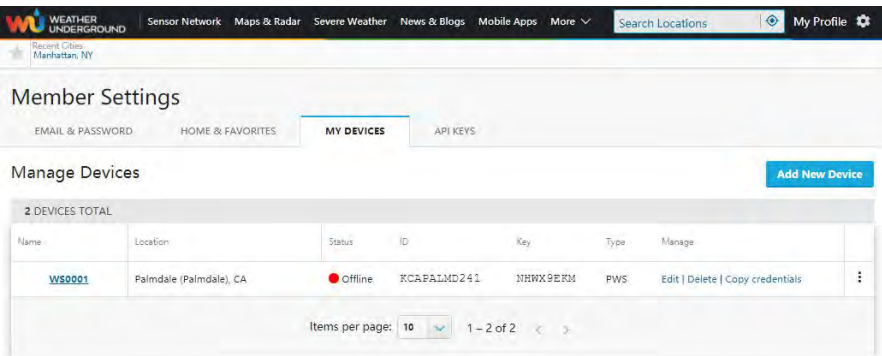 WU WEATHER UNDERGROUND Sensor Network Maps & Radar Severe Weather News & Blogs Mobile Apps More Search Locations My Profile
Recent Cities
Manhattan, NY
Member Settings
EMAIL & PASSWORD HOME & FAVORITES MY DEVICES API KEYS
Manage Devices Add New Device
2 DEVICES TOTAL
Name Location Status ID Key Type Manage
WS0001 Palmdale (Palmdale), CA Offline KCAPALMD241 NHWX9EKM PWS Edit | Delete | Copy credentials
Items per page: 10 1 – 2 of 2 < >